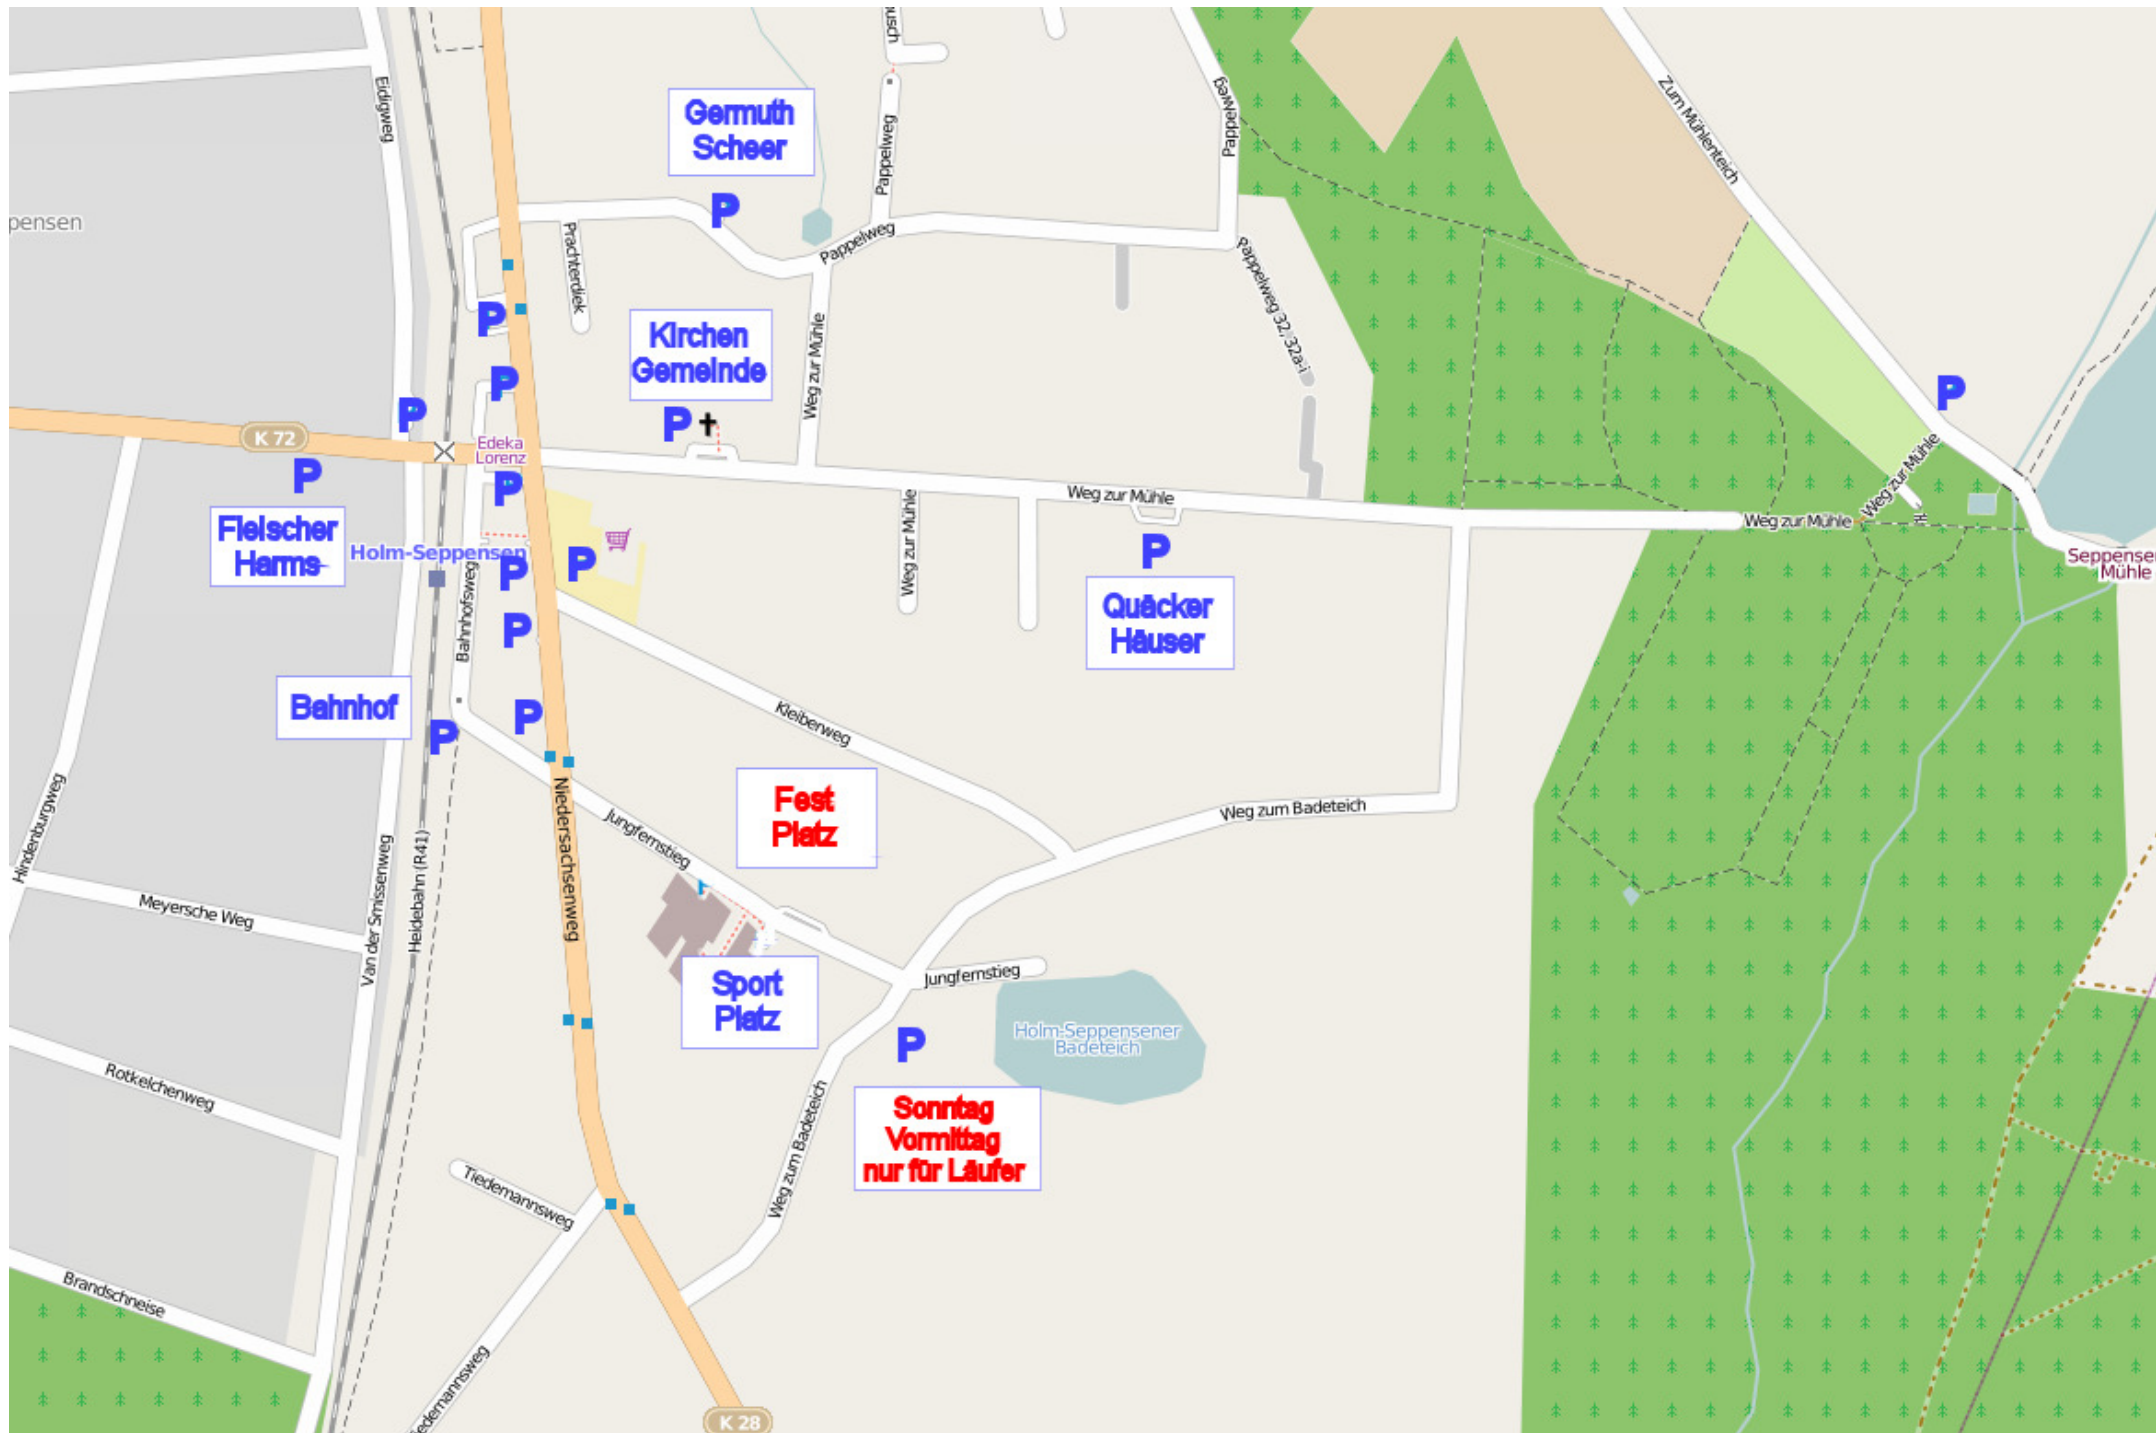 Eidigweg
Germuth
Scheer
Pappelweg
Pappelweg
Zum Mühlenteich
P
Prachterdiek
Pappelweg
Pappelweg 32, 32a-i
P
Kirchen
Gemeinde
Weg zur Mühle
P
P
P
P
K 72
Edeka
Lorenz
P
P
Weg zur Mühle
Weg zur Mühle
Weg zur Mühle
Weg zur Mühle
Fleischer
Harms
Holm-Seppensen
P
P
P
Quäcker
Häuser
Mühle
Bahnhofsweg
P
Bahnhof
P
P
Kleiberweg
Fest
Platz
Weg zum Badeteich
Hindenburgweg
Niedersachsenweg
Jungfernstieg
Meyersche Weg
Van der Smissenweg
Heidebahn (R41)
Sport
Platz
Jungfernstieg
P
Holm-Seppensener
Badeteich
Rotkelchenweg
Sonntag
Vormittag
nur für Läufer
Weg zum Badeteich
Tiedemannsweg
Brandschneise
K 28